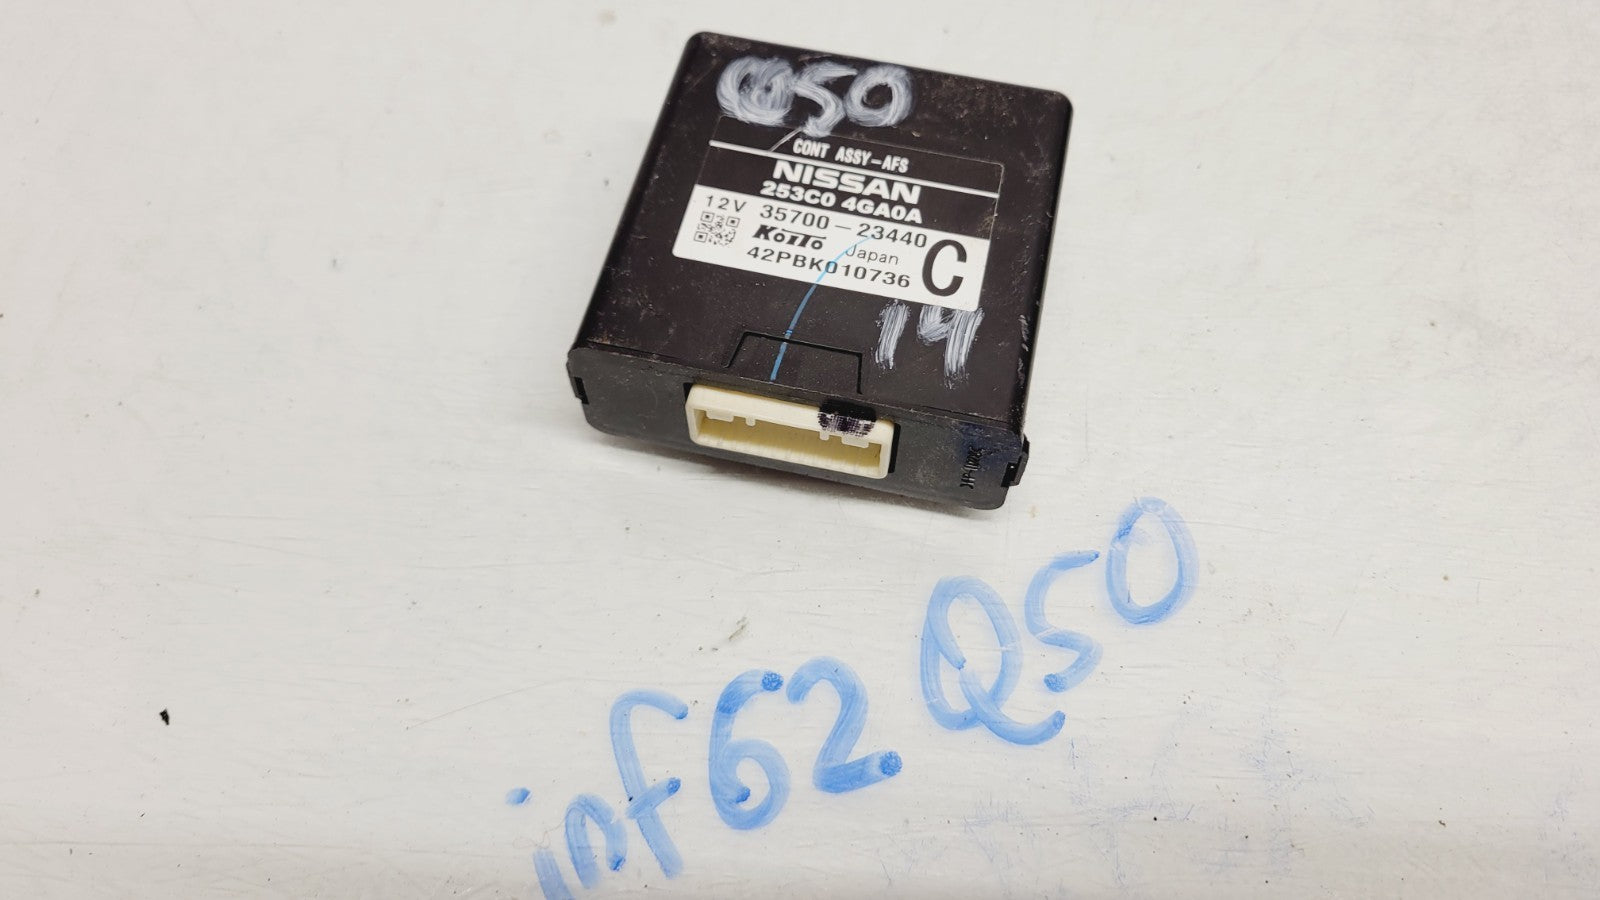 Q50
CONT ASSY-AFS
NISSAN
253C0 4GA0A
12V 35700-23440
KOITO Japan
C
42PBK010736
14
inf62 Q50